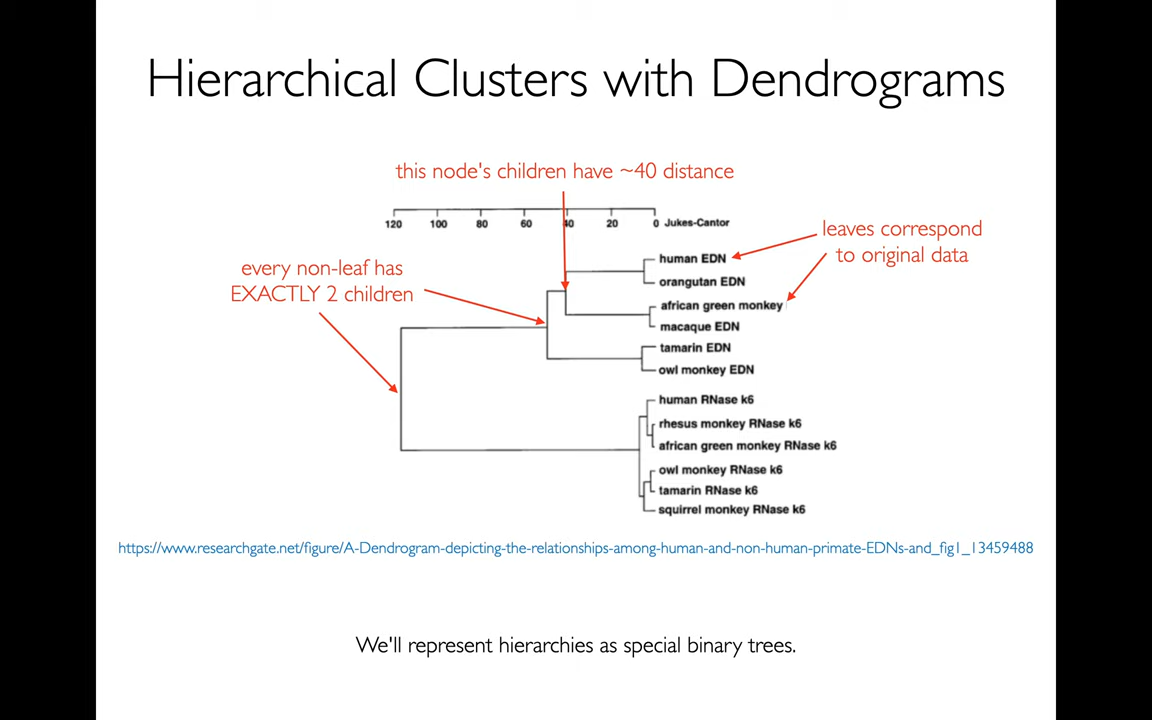 Hierarchical Clusters with Dendrograms
this node's children have ~40 distance
120 100 80 60 40 20 0 Jukes-Cantor
leaves correspond
to original data
every non-leaf has
EXACTLY 2 children
human EDN
orangutan EDN
african green monkey
macaque EDN
tamarin EDN
owl monkey EDN
human RNase k6
rhesus monkey RNase k6
african green monkey RNase k6
owl monkey RNase k6
tamarin RNase k6
squirrel monkey RNase k6
https://www.researchgate.net/figure/A-Dendrogram-depicting-the-relationships-among-human-and-non-human-primate-EDNs-and_fig1_13459488
We'll represent hierarchies as special binary trees.